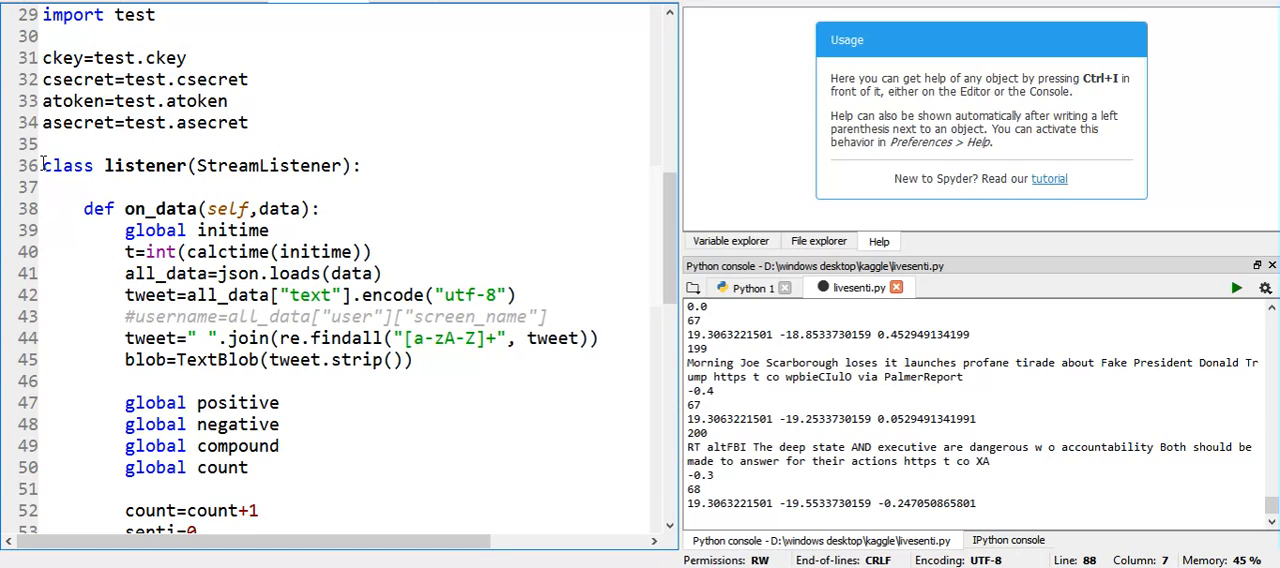 29 import test
30
31 ckey=test.ckey
32 csecret=test.csecret
33 atoken=test.atoken
34 asecret=test.asecret
35
36 class listener(StreamListener):
37
38 def on_data(self,data):
39 global initime
40 t=int(calctime(initime))
41 all_data=json.loads(data)
42 tweet=all_data["text"].encode("utf-8")
43 #username=all_data["user"]["screen_name"]
44 tweet=" ".join(re.findall("[a-zA-Z]+", tweet))
45 blob=TextBlob(tweet.strip())
46
47 global positive
48 global negative
49 global compound
50 global count
51
52 count=count+1
53 senti=0
Usage
Here you can get help of any object by pressing Ctrl+I in
front of it, either on the Editor or the Console.
Help can also be shown automatically after writing a left
parenthesis next to an object. You can activate this
behavior in Preferences > Help.
New to Spyder? Read our tutorial
Variable explorer File explorer Help
Python console - D:\windows desktop\kaggle\livesenti.py
Python 1 livesenti.py
0.0
67
19.3063221501 -18.8533730159 0.452949134199
199
Morning Joe Scarborough loses it launches profane tirade about Fake President Donald Tr
ump https t co wpbieCIulO via PalmerReport
-0.4
67
19.3063221501 -19.2533730159 0.0529491341991
200
RT altFBI The deep state AND executive are dangerous w o accountability Both should be
made to answer for their actions https t co XA
-0.3
68
19.3063221501 -19.5533730159 -0.247050865801
Python console - D:\windows desktop\kaggle\livesenti.py IPython console
Permissions: RW End-of-lines: CRLF Encoding: UTF-8 Line: 88 Column: 7 Memory: 45 %